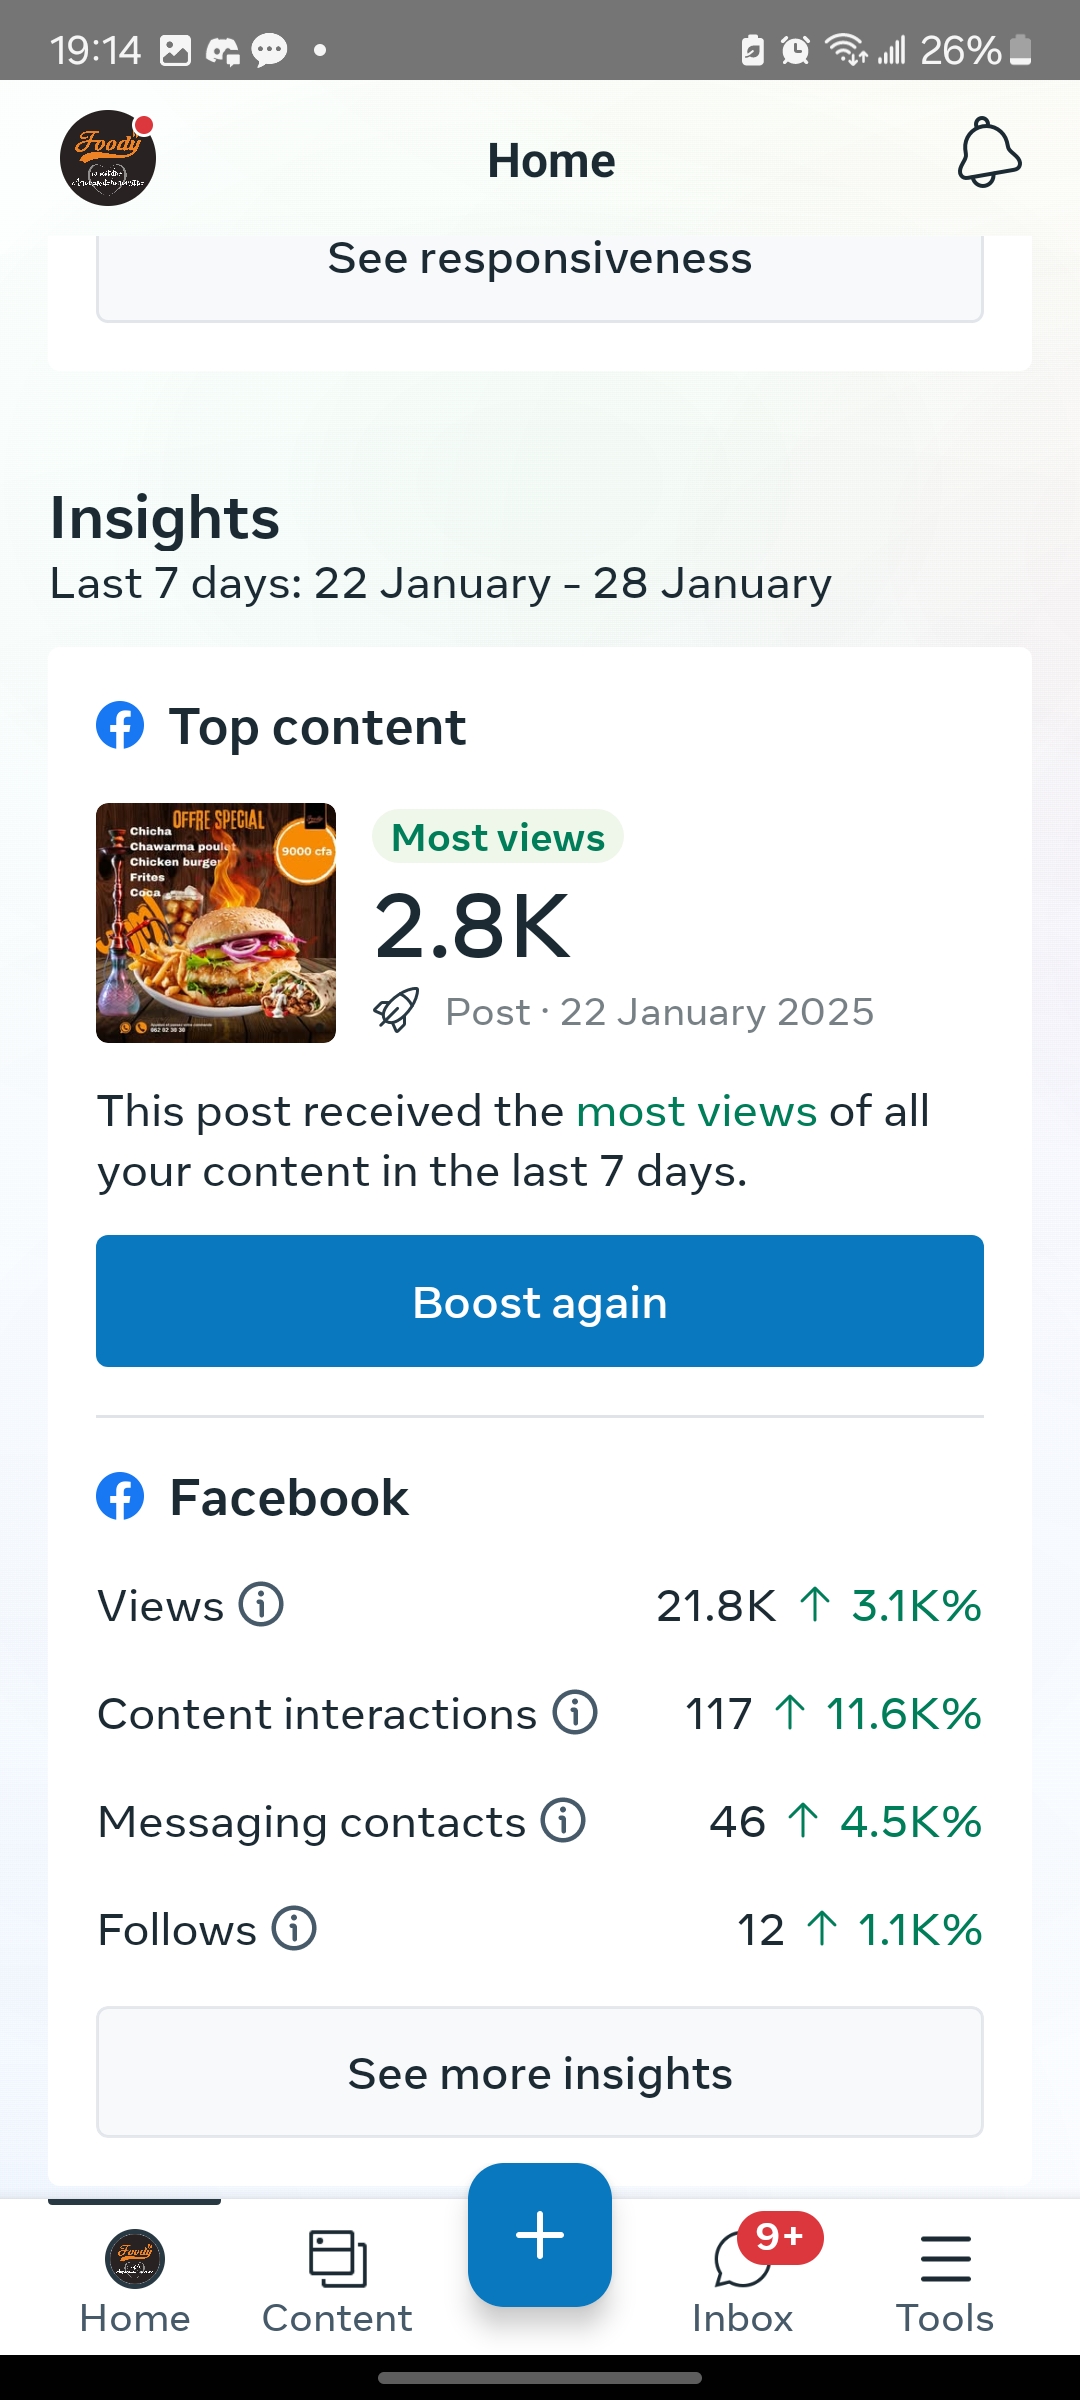 19:14
26%
Foody
Home
See responsiveness
Insights
Last 7 days: 22 January - 28 January
Top content
OFFRE SPECIAL
Chicha
Chawarma poulet
Chicken burger
Frites
Coca
9000 cfa
Most views
2.8K
Post · 22 January 2025
This post received the most views of all
your content in the last 7 days.
Boost again
Facebook
Views 21.8K ↑ 3.1K%
Content interactions 117 ↑ 11.6K%
Messaging contacts 46 ↑ 4.5K%
Follows 12 ↑ 1.1K%
See more insights
9+
Foody
Home
Content
Inbox
Tools